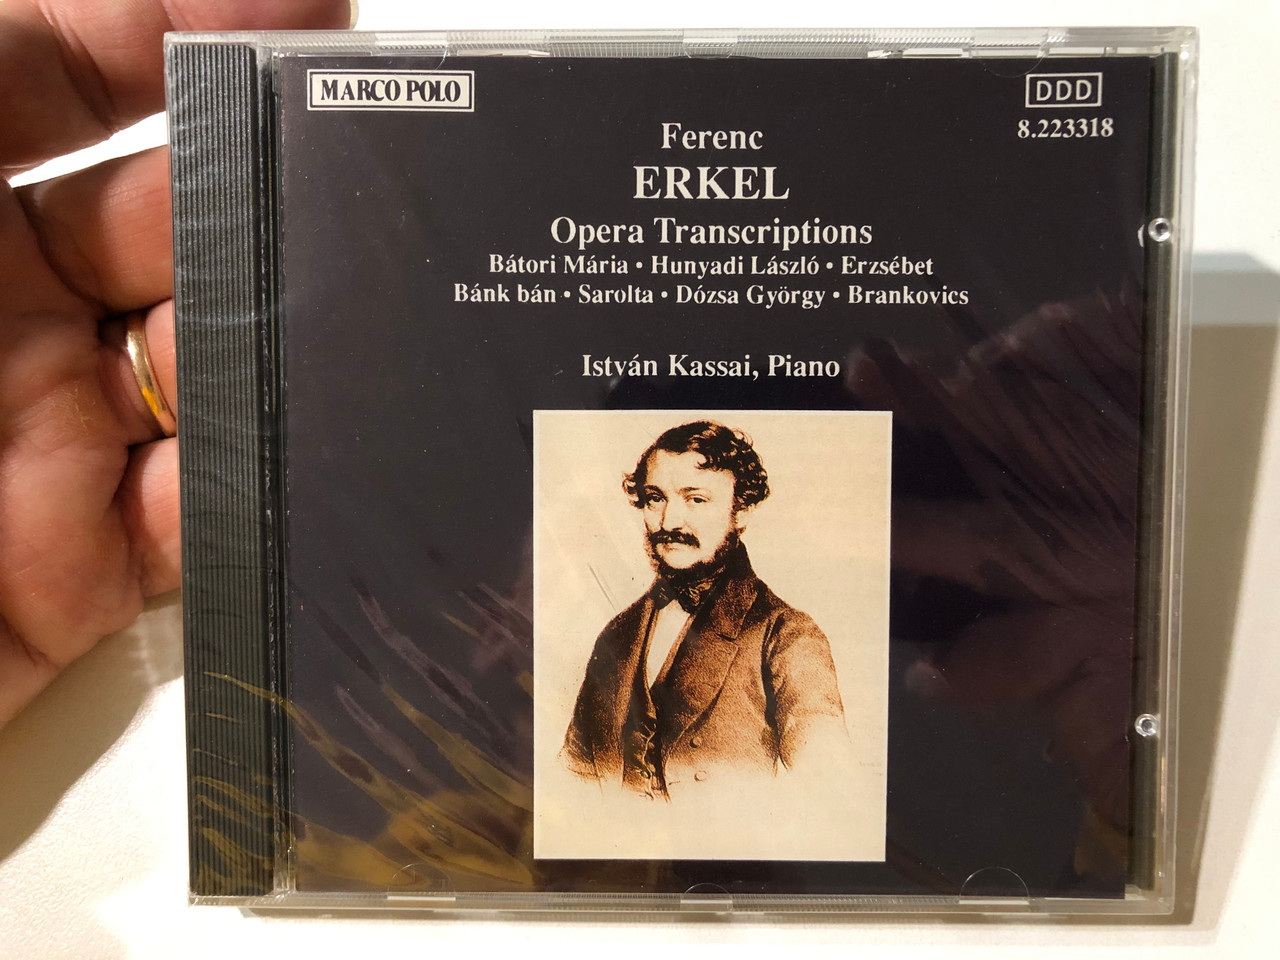 MARCO POLO
DDD
8.223318
Ferenc
ERKEL
Opera Transcriptions
Bátori Mária • Hunyadi László • Erzsébet
Bánk bán • Sarolta • Dózsa György • Brankovics
István Kassai, Piano